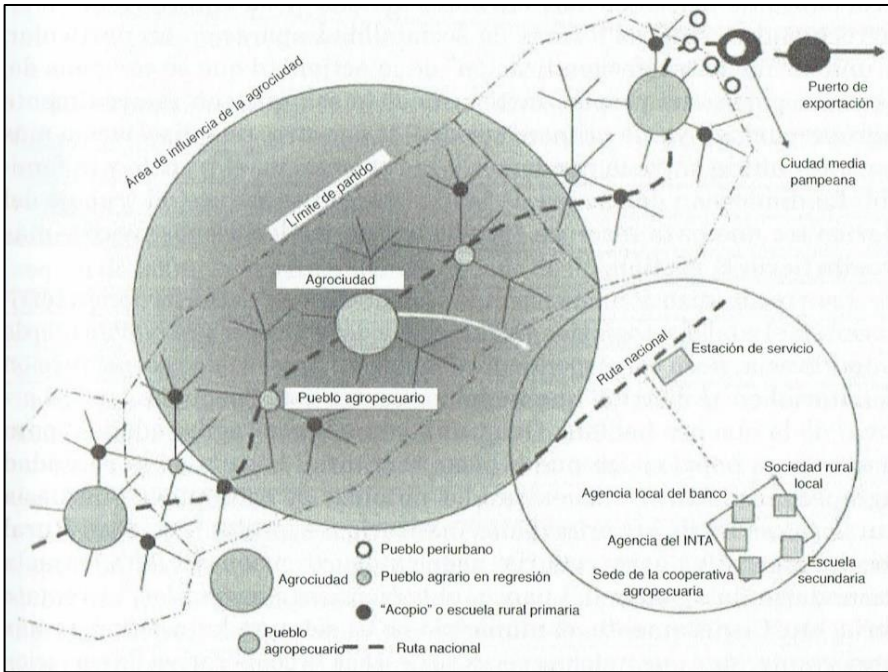 Área de influencia de la agrociudad
Límite de partido
Agrociudad
Pueblo agropecuario
Puerto de
exportación
Ciudad media
pampeana
Ruta nacional
Estación de servicio
Sociedad rural
local
Agencia local del banco
Agencia del INTA
Escuela
secundaria
Sede de la cooperativa
agropecuaria
Agrociudad
Pueblo periurbano
Pueblo agrario en regresión
"Acopio" o escuela rural primaria
Pueblo
agropecuario
Ruta nacional